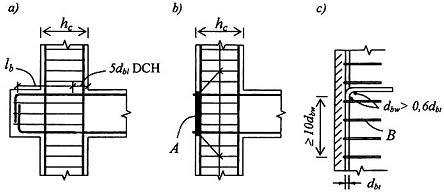 a)
h_c
l_b
5d_bl DCH
b)
h_c
A
c)
≥10d_bw
d_bw> 0,6d_bl
B
d_bl